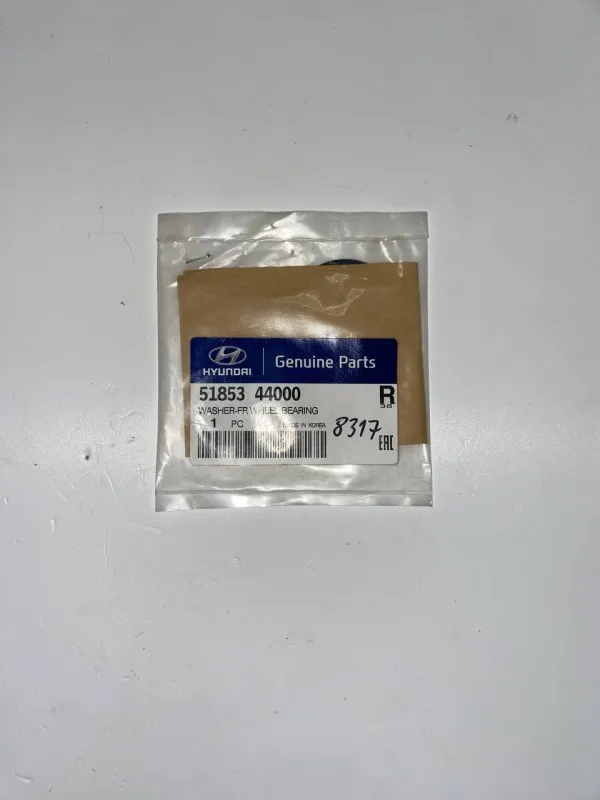 HYUNDAI
Genuine Parts
51853 44000
R
WASHER-FR WHEEL BEARING
1 PC MADE IN KOREA
8317
EAC